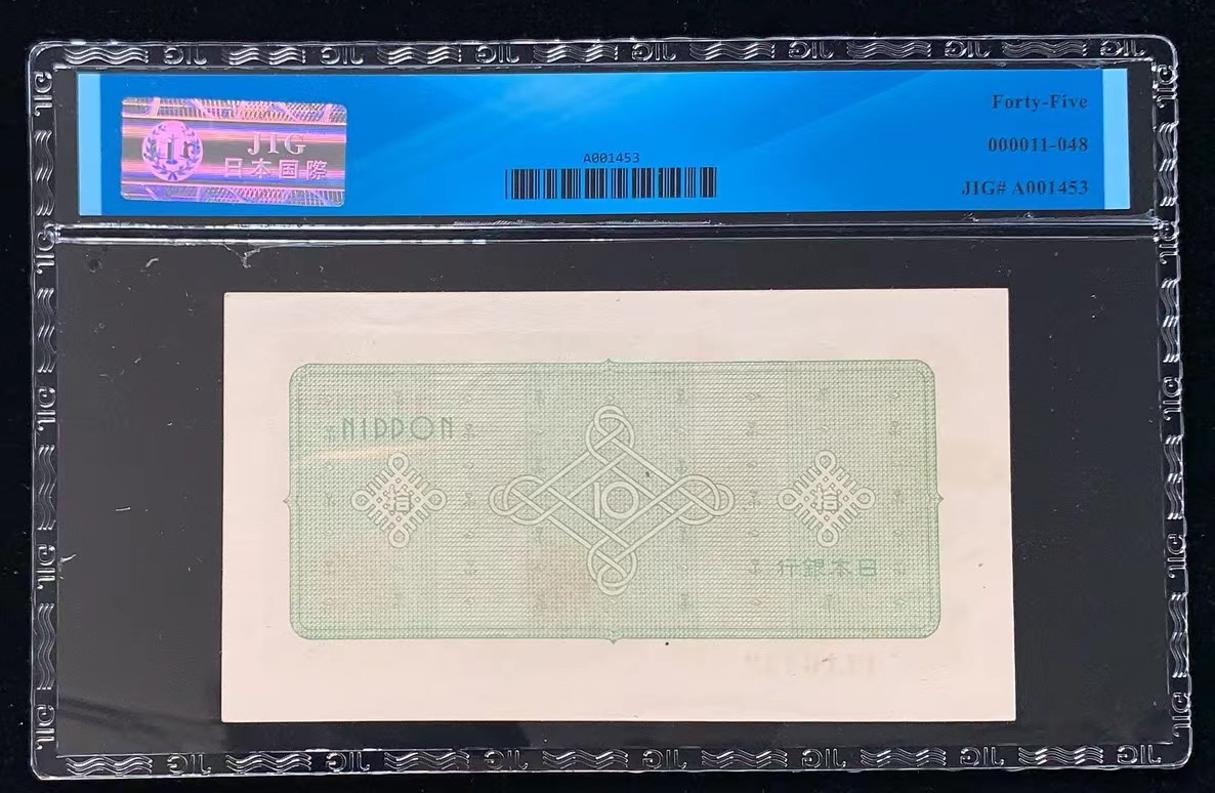 JIG
日本国際
A001453
Forty-Five
000011-048
JIG# A001453
NIPPON
拾
10
拾
行銀本日